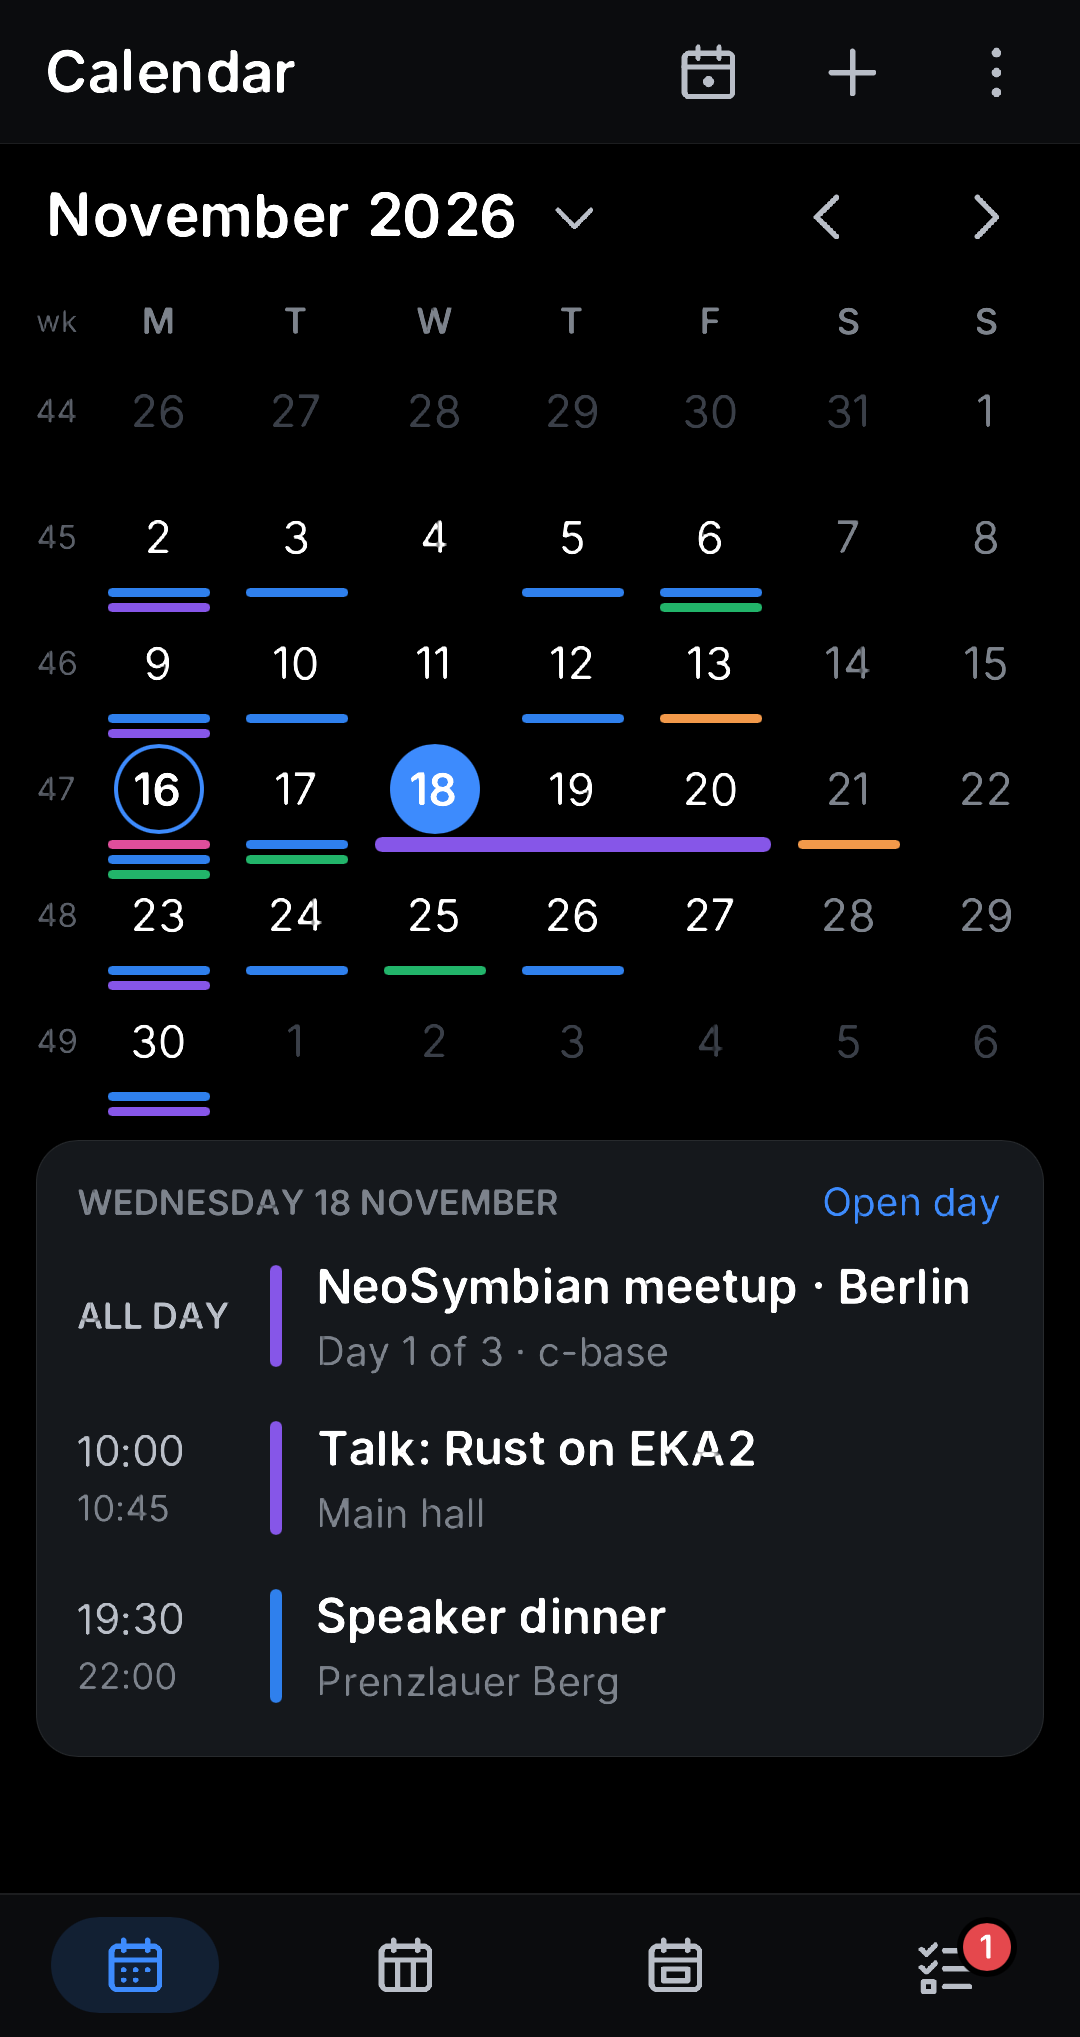 Calendar
November 2026
wk M T W T F S S
44 26 27 28 29 30 31 1
45 2 3 4 5 6 7 8
46 9 10 11 12 13 14 15
47 16 17 18 19 20 21 22
48 23 24 25 26 27 28 29
49 30 1 2 3 4 5 6
WEDNESDAY 18 NOVEMBER Open day
ALL DAY NeoSymbian meetup · Berlin
Day 1 of 3 · c-base
10:00 Talk: Rust on EKA2
10:45 Main hall
19:30 Speaker dinner
22:00 Prenzlauer Berg
1